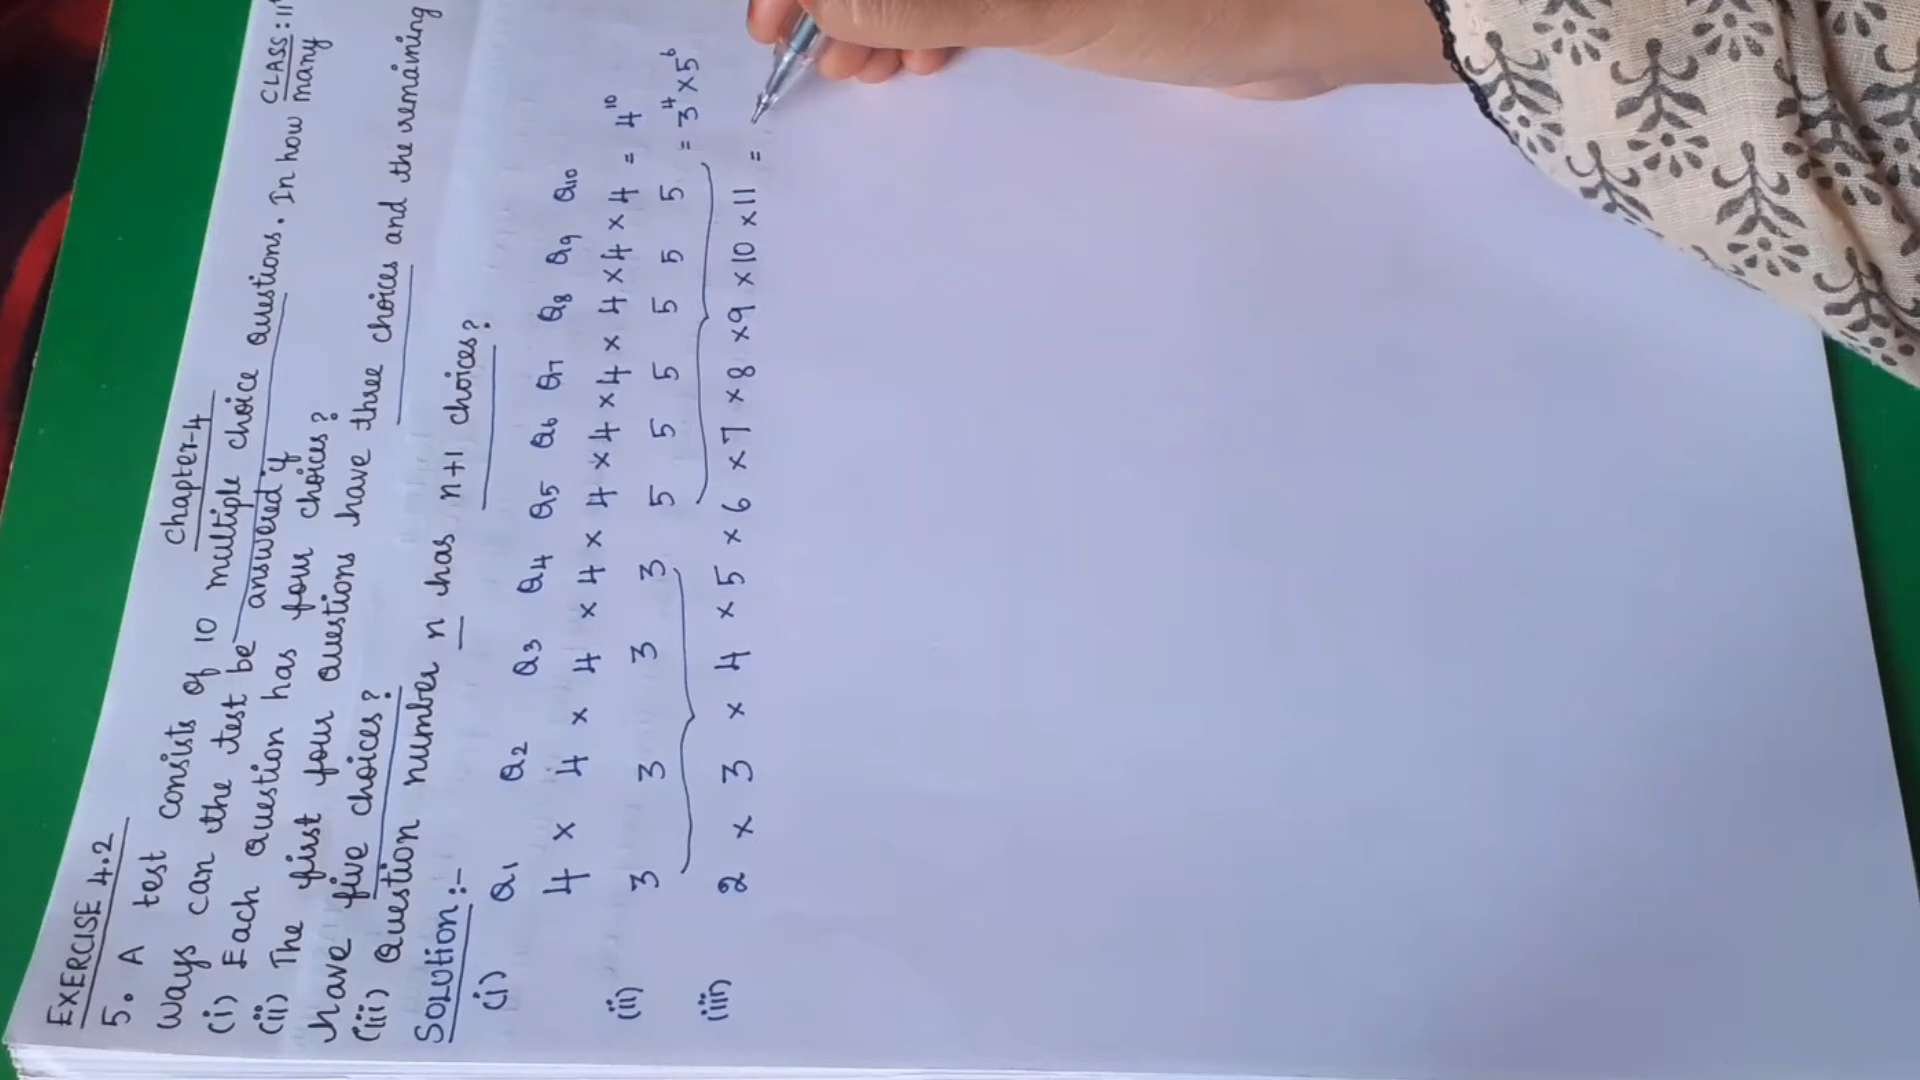 Chapter-4 CLASS:11
EXERCISE 4.2
5. A test consists of 10 multiple choice questions. In how many
ways can the test be answered if
(i) Each question has four choices?
(ii) The first four questions have three choices and the remaining
have five choices?
(iii) Question number n has n+1 choices?
Solution:-
(i) Q1 Q2 Q3 Q4 Q5 Q6 Q7 Q8 Q9 Q10
4 × 4 × 4 × 4 × 4 × 4 × 4 × 4 × 4 × 4 = 4^10
(ii) 3 3 3 3 5 5 5 5 5 5 = 3^4 × 5^6
(iii) 2 × 3 × 4 × 5 × 6 × 7 × 8 × 9 × 10 × 11 =